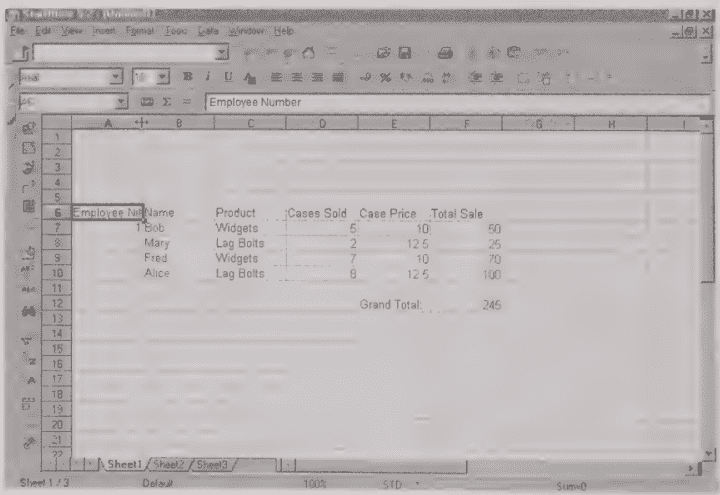 File Edit View Insert Format Tools Data Window Help
B i U A
Σ = Employee Number
A B C D E F G H I
1
2
3
4
5
6 Employee Nu Name Product Cases Sold Case Price Total Sale
7 1 Bob Widgets 5 10 50
8 Mary Lag Bolts 2 12.5 25
9 Fred Widgets 7 10 70
10 Alice Lag Bolts 8 12.5 100
11
12 Grand Total: 245
13
14
15
16
17
18
19
20
21
22
Sheet1 Sheet2 Sheet3
Sheet 1 / 3 Default 100% STD Sum=0